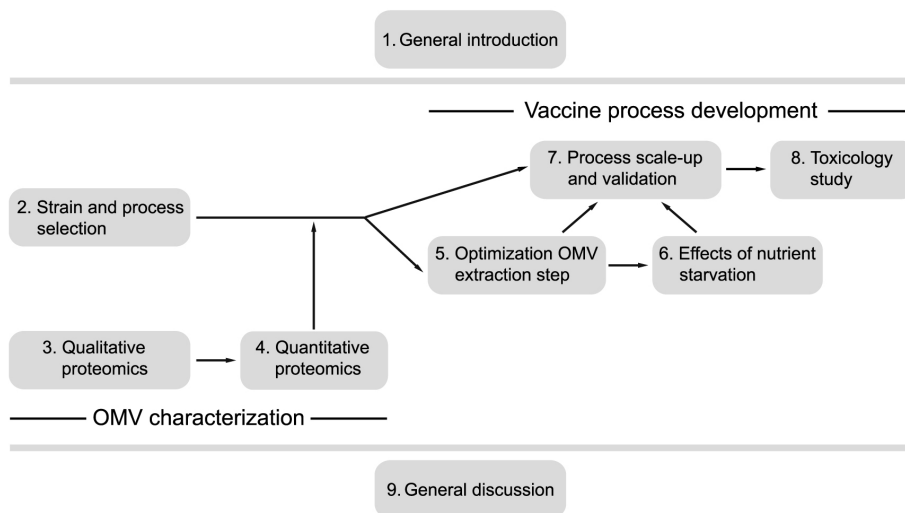 1. General introduction
Vaccine process development
7. Process scale-up
and validation
8. Toxicology
study
2. Strain and process
selection
5. Optimization OMV
extraction step
6. Effects of nutrient
starvation
3. Qualitative
proteomics
4. Quantitative
proteomics
OMV characterization
9. General discussion